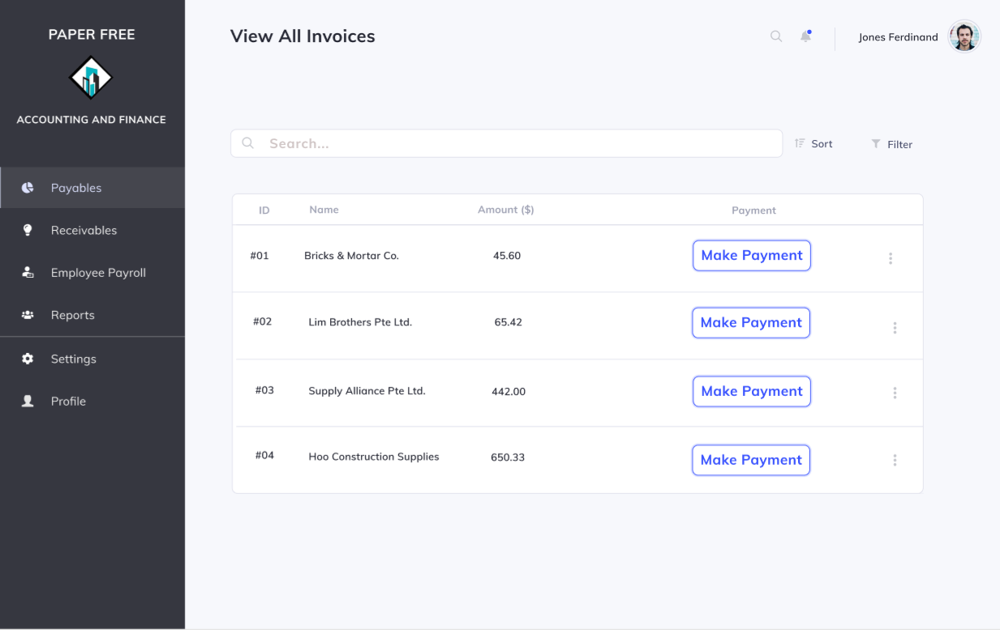 PAPER FREE
ACCOUNTING AND FINANCE
Payables
Receivables
Employee Payroll
Reports
Settings
Profile
View All Invoices
Jones Ferdinand
Search...
Sort
Filter
ID Name Amount ($) Payment
#01 Bricks & Mortar Co. 45.60 Make Payment
#02 Lim Brothers Pte Ltd. 65.42 Make Payment
#03 Supply Alliance Pte Ltd. 442.00 Make Payment
#04 Hoo Construction Supplies 650.33 Make Payment